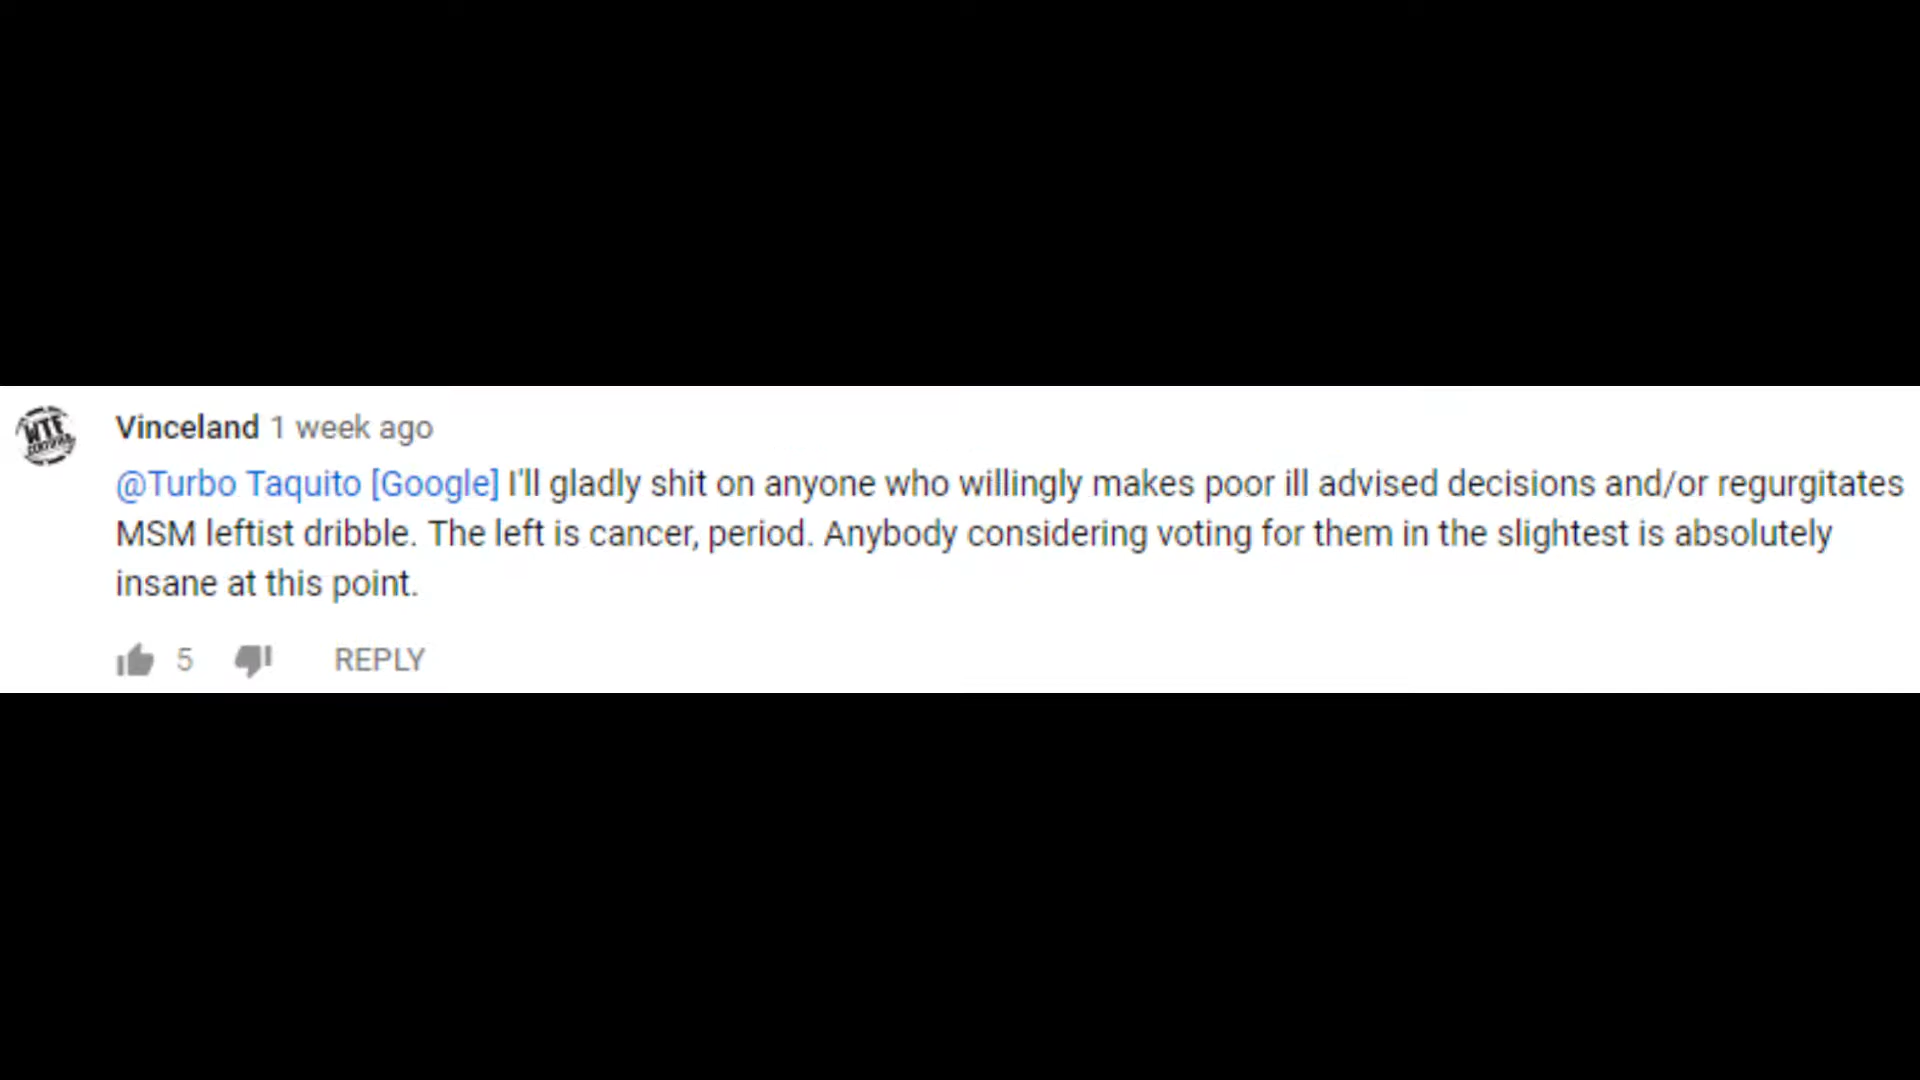 WTF
CERTIFIED
Vinceland 1 week ago
@Turbo Taquito [Google] I'll gladly shit on anyone who willingly makes poor ill advised decisions and/or regurgitates
MSM leftist dribble. The left is cancer, period. Anybody considering voting for them in the slightest is absolutely
insane at this point.
5 REPLY